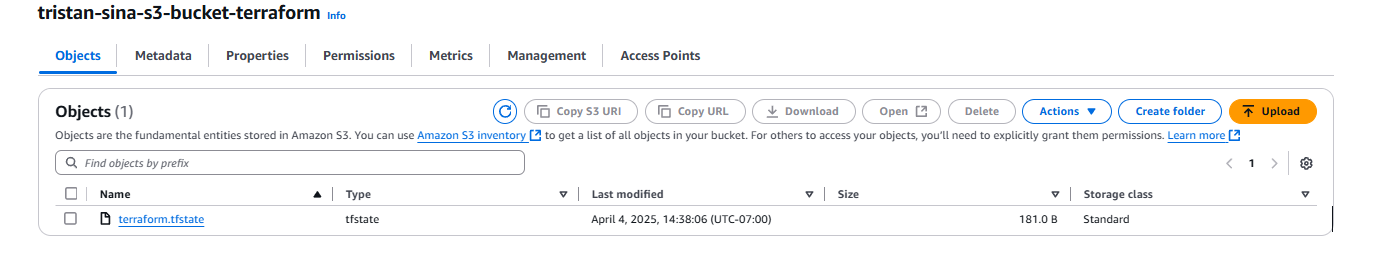 tristan-sina-s3-bucket-terraform Info
Objects Metadata Properties Permissions Metrics Management Access Points
Objects (1) Copy S3 URI Copy URL Download Open Delete Actions Create folder Upload
Objects are the fundamental entities stored in Amazon S3. You can use Amazon S3 inventory to get a list of all objects in your bucket. For others to access your objects, you'll need to explicitly grant them permissions. Learn more
Find objects by prefix 1
Name Type Last modified Size Storage class
terraform.tfstate tfstate April 4, 2025, 14:38:06 (UTC-07:00) 181.0 B Standard